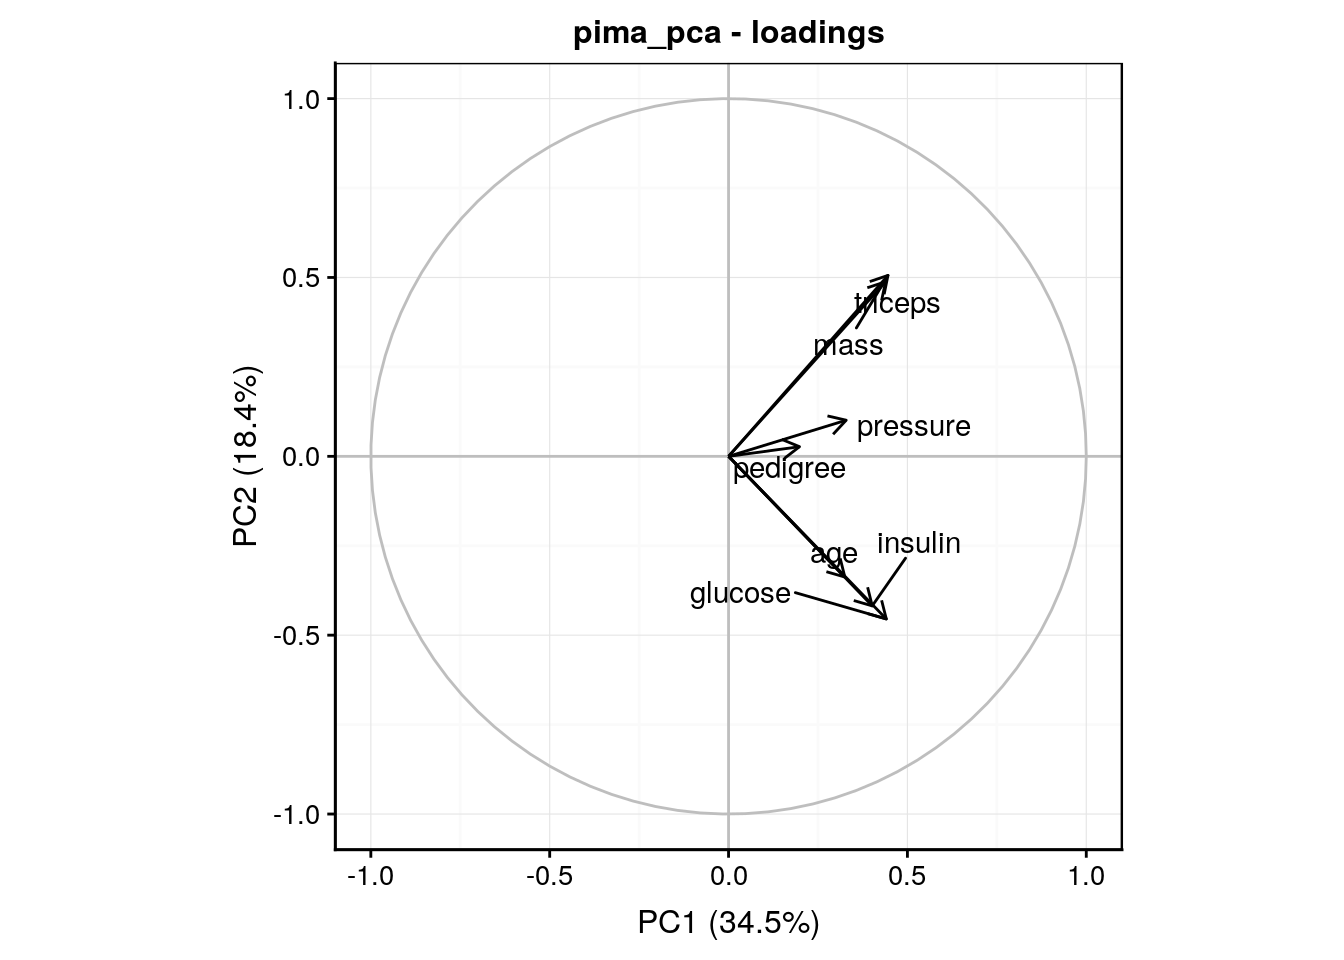 pima_pca - loadings
1.0
0.5
0.0
-0.5
-1.0
PC2 (18.4%)
triceps
mass
pressure
pedigree
age
insulin
glucose
-1.0
-0.5
0.0
0.5
1.0
PC1 (34.5%)